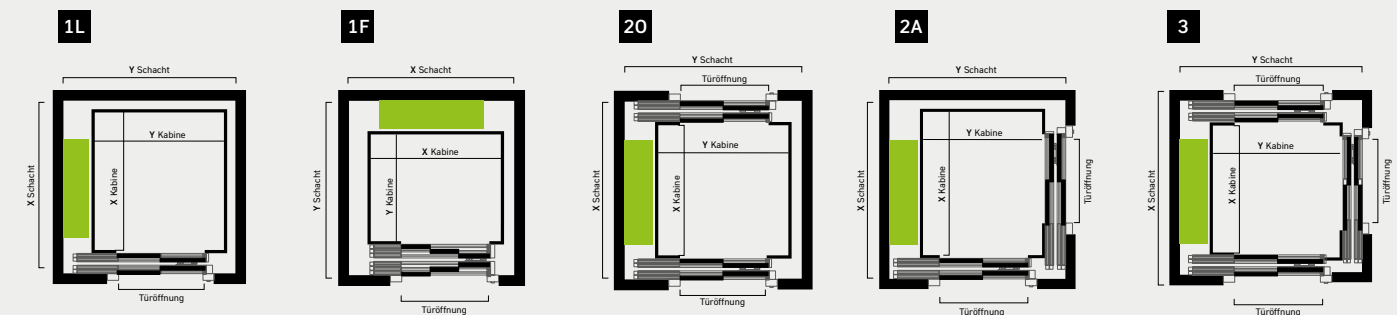 1L
Y Schacht
X Schacht
Y Kabine
X Kabine
Türöffnung
1F
X Schacht
Y Schacht
X Kabine
Y Kabine
Türöffnung
20
Y Schacht
Türöffnung
X Schacht
Y Kabine
X Kabine
Türöffnung
2A
Y Schacht
X Schacht
Y Kabine
X Kabine
Türöffnung
Türöffnung
3
Y Schacht
Türöffnung
X Schacht
Y Kabine
X Kabine
Türöffnung
Türöffnung